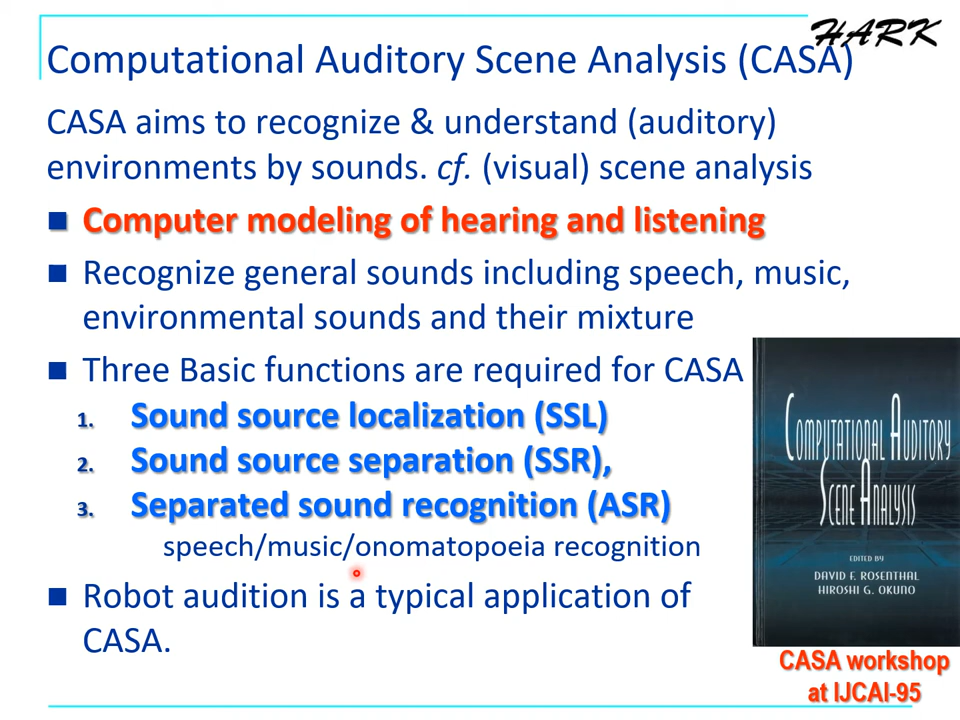 HARK
Computational Auditory Scene Analysis (CASA)
CASA aims to recognize & understand (auditory)
environments by sounds. cf. (visual) scene analysis
■ Computer modeling of hearing and listening
■ Recognize general sounds including speech, music,
environmental sounds and their mixture
■ Three Basic functions are required for CASA
1. Sound source localization (SSL)
2. Sound source separation (SSR),
3. Separated sound recognition (ASR)
speech/music/onomatopoeia recognition
■ Robot audition is a typical application of
CASA.
COMPUTATIONAL AUDITORY
SCENE ANALYSIS
EDITED BY
DAVID F. ROSENTHAL
HIROSHI G. OKUNO
CASA workshop
at IJCAI-95